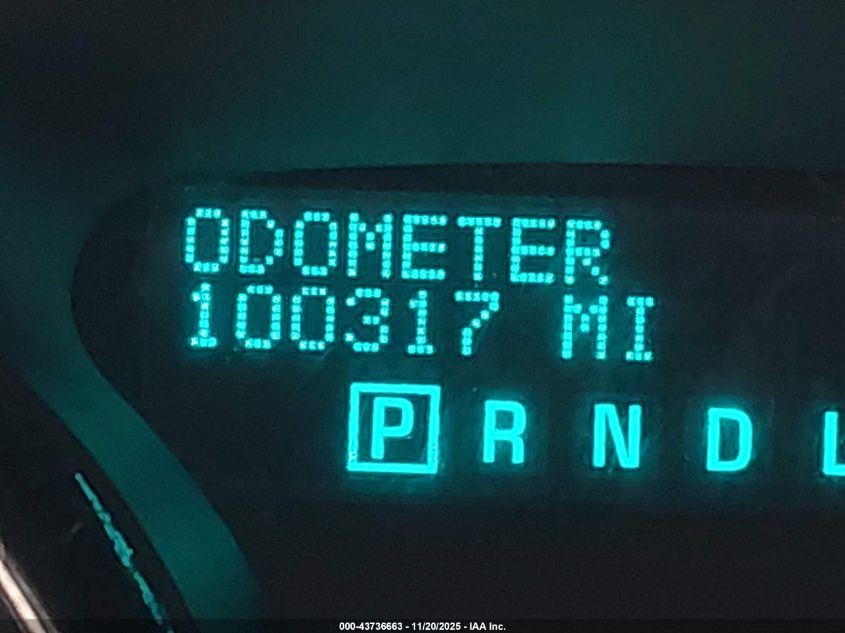 ODOMETER
100317 MI
P R N D L
000-43736663 - 11/20/2025 - IAA Inc.